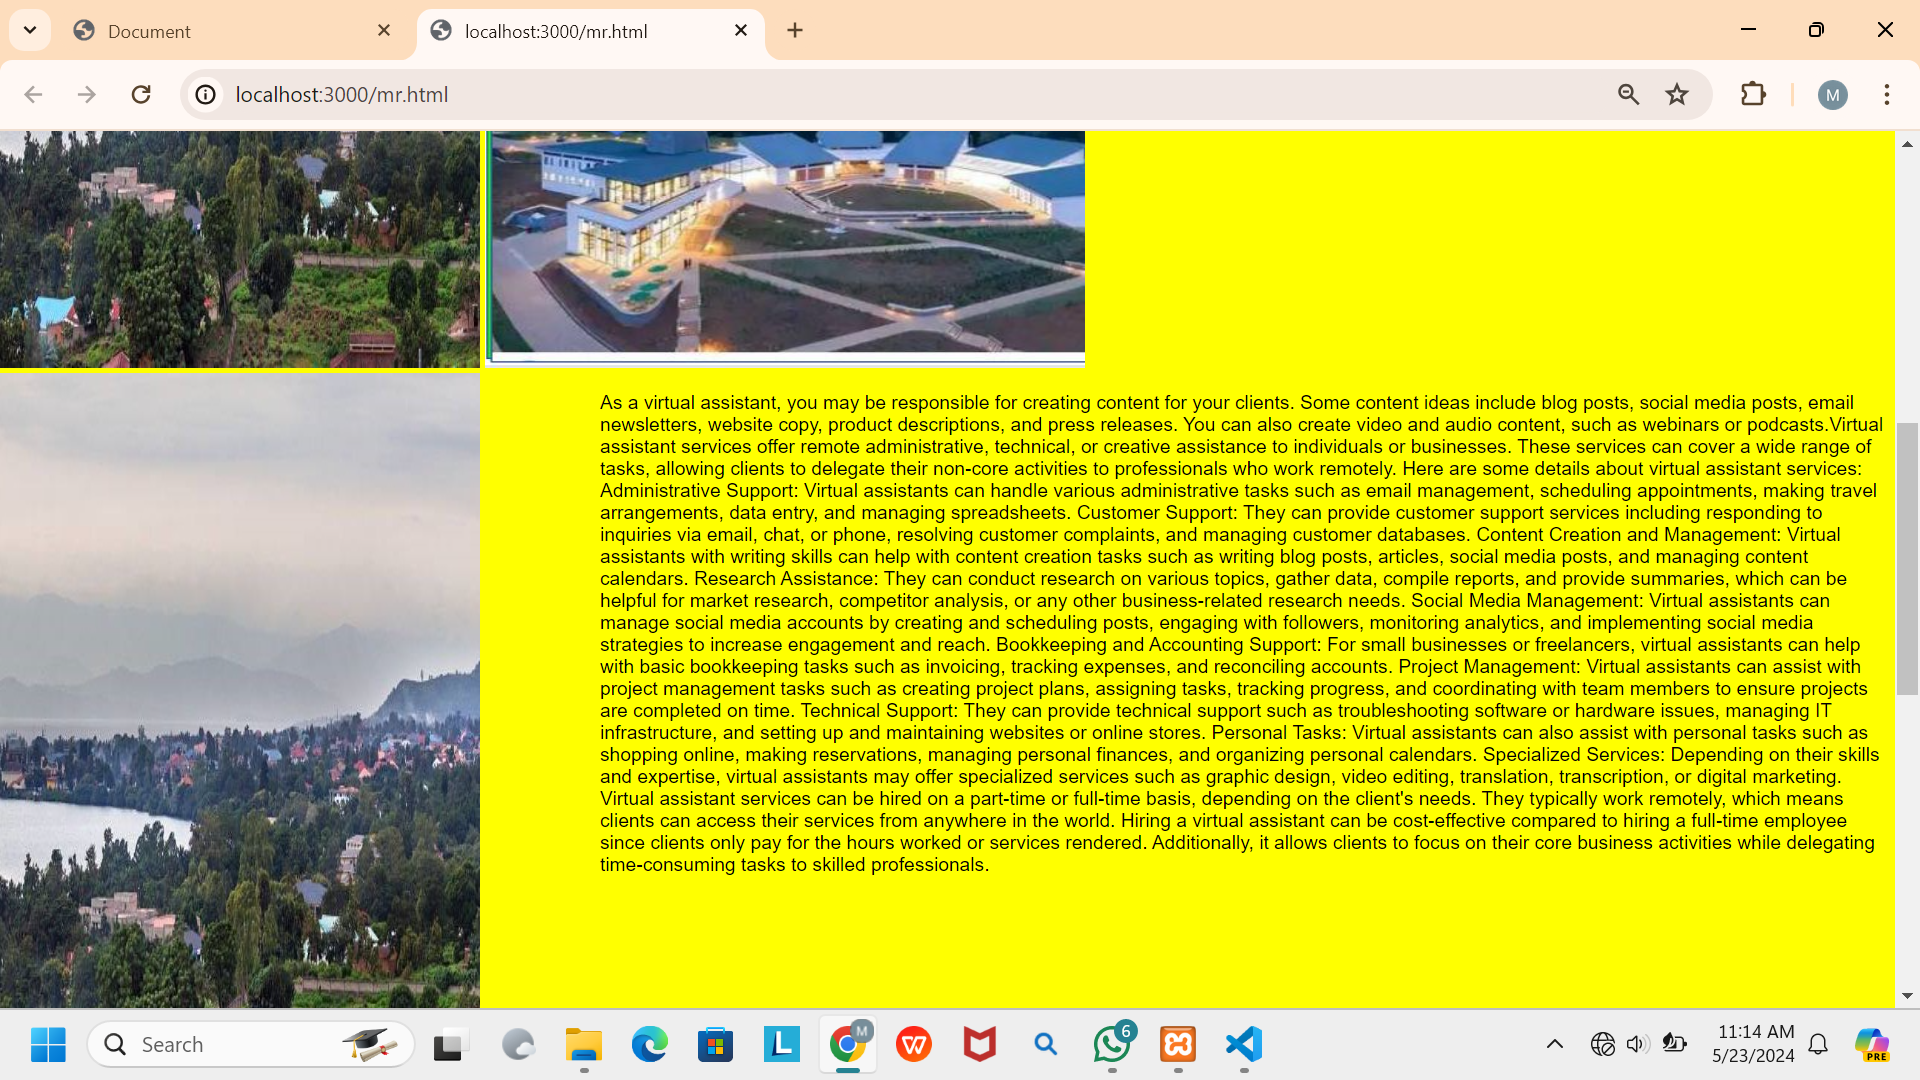 Document
localhost:3000/mr.html
localhost:3000/mr.html
M
As a virtual assistant, you may be responsible for creating content for your clients. Some content ideas include blog posts, social media posts, email
newsletters, website copy, product descriptions, and press releases. You can also create video and audio content, such as webinars or podcasts.Virtual
assistant services offer remote administrative, technical, or creative assistance to individuals or businesses. These services can cover a wide range of
tasks, allowing clients to delegate their non-core activities to professionals who work remotely. Here are some details about virtual assistant services:
Administrative Support: Virtual assistants can handle various administrative tasks such as email management, scheduling appointments, making travel
arrangements, data entry, and managing spreadsheets. Customer Support: They can provide customer support services including responding to
inquiries via email, chat, or phone, resolving customer complaints, and managing customer databases. Content Creation and Management: Virtual
assistants with writing skills can help with content creation tasks such as writing blog posts, articles, social media posts, and managing content
calendars. Research Assistance: They can conduct research on various topics, gather data, compile reports, and provide summaries, which can be
helpful for market research, competitor analysis, or any other business-related research needs. Social Media Management: Virtual assistants can
manage social media accounts by creating and scheduling posts, engaging with followers, monitoring analytics, and implementing social media
strategies to increase engagement and reach. Bookkeeping and Accounting Support: For small businesses or freelancers, virtual assistants can help
with basic bookkeeping tasks such as invoicing, tracking expenses, and reconciling accounts. Project Management: Virtual assistants can assist with
project management tasks such as creating project plans, assigning tasks, tracking progress, and coordinating with team members to ensure projects
are completed on time. Technical Support: They can provide technical support such as troubleshooting software or hardware issues, managing IT
infrastructure, and setting up and maintaining websites or online stores. Personal Tasks: Virtual assistants can also assist with personal tasks such as
shopping online, making reservations, managing personal finances, and organizing personal calendars. Specialized Services: Depending on their skills
and expertise, virtual assistants may offer specialized services such as graphic design, video editing, translation, transcription, or digital marketing.
Virtual assistant services can be hired on a part-time or full-time basis, depending on the client's needs. They typically work remotely, which means
clients can access their services from anywhere in the world. Hiring a virtual assistant can be cost-effective compared to hiring a full-time employee
since clients only pay for the hours worked or services rendered. Additionally, it allows clients to focus on their core business activities while delegating
time-consuming tasks to skilled professionals.
Search
L
M
6
11:14 AM
5/23/2024
PRE